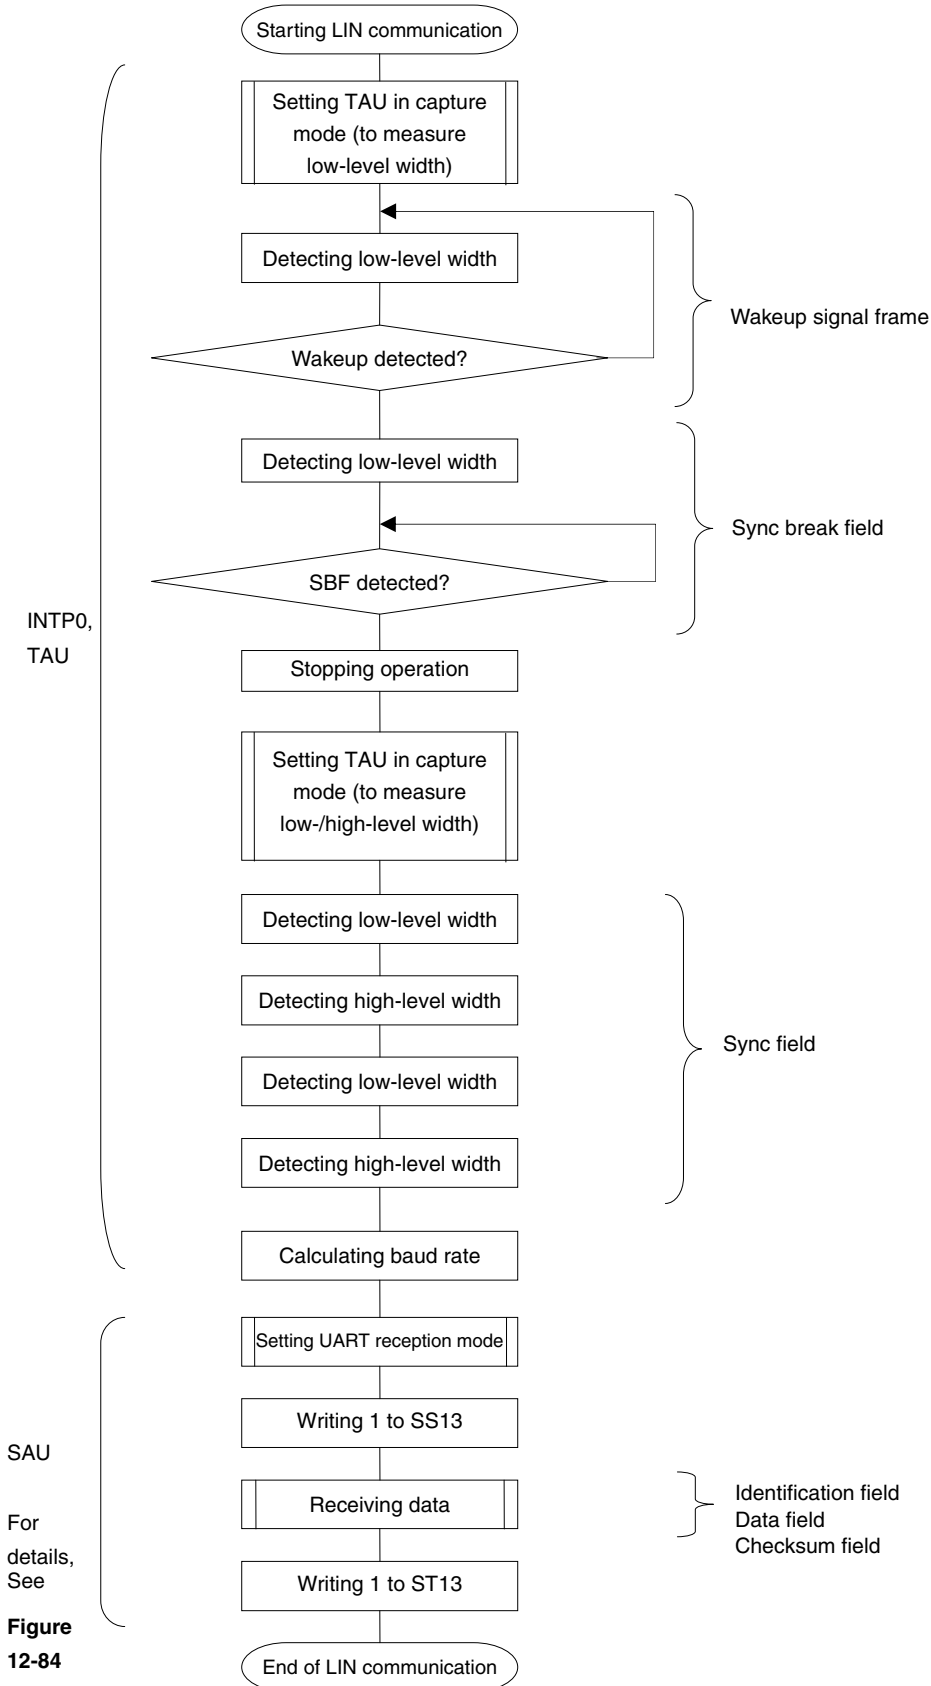 Starting LIN communication
Setting TAU in capture
mode (to measure
low-level width)
Detecting low-level width
Wakeup detected?
Wakeup signal frame
Detecting low-level width
SBF detected?
Sync break field
INTP0,
TAU
Stopping operation
Setting TAU in capture
mode (to measure
low-/high-level width)
Detecting low-level width
Detecting high-level width
Detecting low-level width
Detecting high-level width
Sync field
Calculating baud rate
Setting UART reception mode
Writing 1 to SS13
Receiving data
Writing 1 to ST13
Identification field
Data field
Checksum field
SAU
For
details,
See
Figure
12-84
End of LIN communication